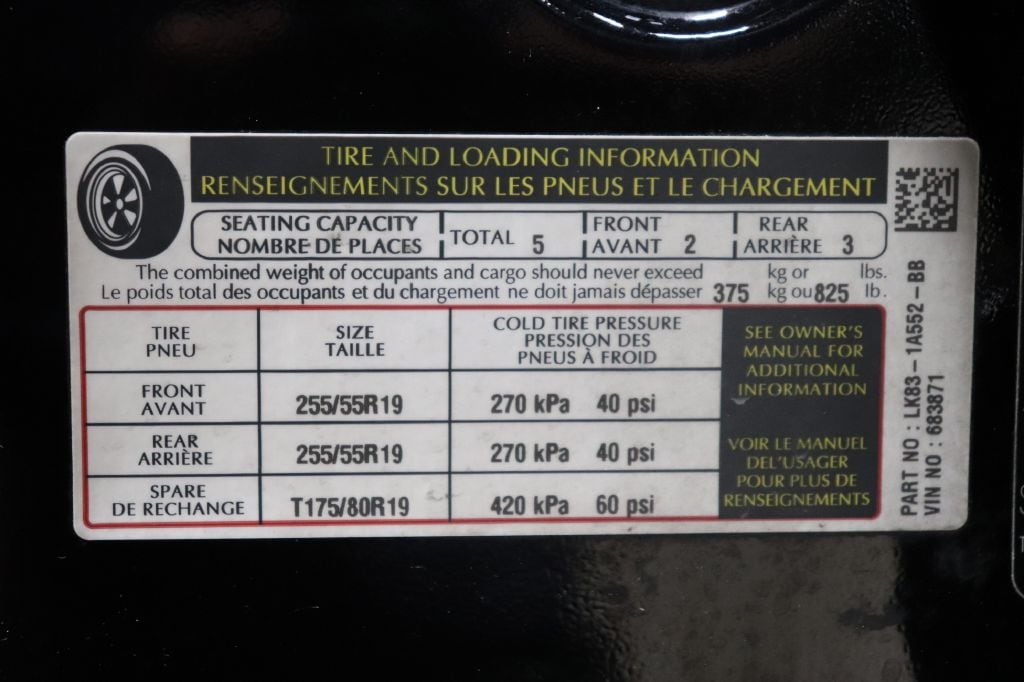 TIRE AND LOADING INFORMATION
RENSEIGNEMENTS SUR LES PNEUS ET LE CHARGEMENT
SEATING CAPACITY
NOMBRE DE PLACES
TOTAL 5
FRONT
AVANT 2
REAR
ARRIÈRE 3
The combined weight of occupants and cargo should never exceed kg or lbs.
Le poids total des occupants et du chargement ne doit jamais dépasser 375 kg ou 825 lb.
TIRE
PNEU
SIZE
TAILLE
COLD TIRE PRESSURE
PRESSION DES
PNEUS À FROID
FRONT
AVANT
255/55R19
270 kPa 40 psi
REAR
ARRIÈRE
255/55R19
270 kPa 40 psi
SPARE
DE RECHANGE
T175/80R19
420 kPa 60 psi
SEE OWNER'S
MANUAL FOR
ADDITIONAL
INFORMATION
VOIR LE MANUEL
DEL'USAGER
POUR PLUS DE
RENSEIGNEMENTS
PART NO : LK83-1A552-BB
VIN NO : 683871